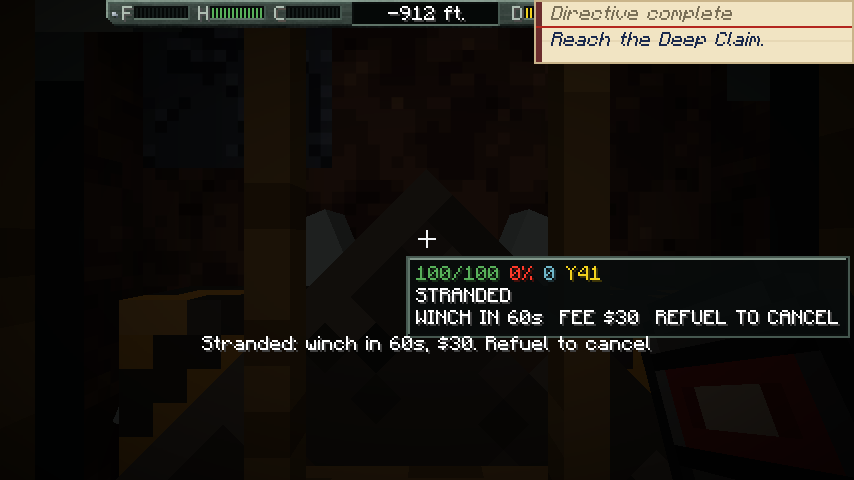 F H C -912 ft. D
Directive complete
Reach the Deep Claim.
100/100 0% 0 Y41
STRANDED
WINCH IN 60s FEE $30 REFUEL TO CANCEL
Stranded: winch in 60s, $30. Refuel to cancel